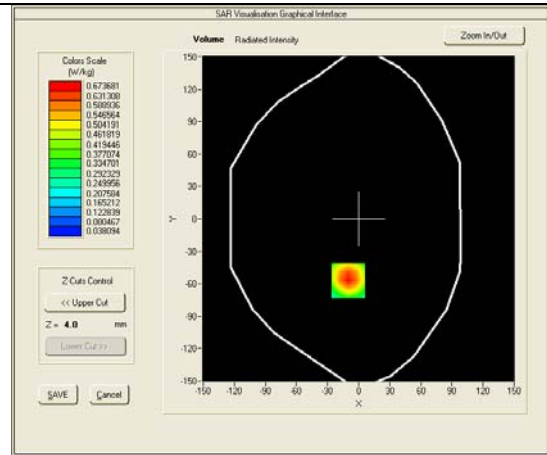 SAR Visualisation Graphical Interface
Volume Radiated Intensity
Zoom In/Out
Colors Scale
(W/kg)
0.673681
0.631308
0.588936
0.546564
0.504191
0.461819
0.419446
0.377074
0.334701
0.292329
0.249956
0.207584
0.165212
0.122839
0.080467
0.038094
Z Cuts Control
<< Upper Cut
Z = 4.0 mm
Lower Cut >>
SAVE
Cancel
150
120
90
60
30
0
-30
-60
-90
-120
-150
Y
-150 -120 -90 -60 -30 0 30 60 90 120 150
X